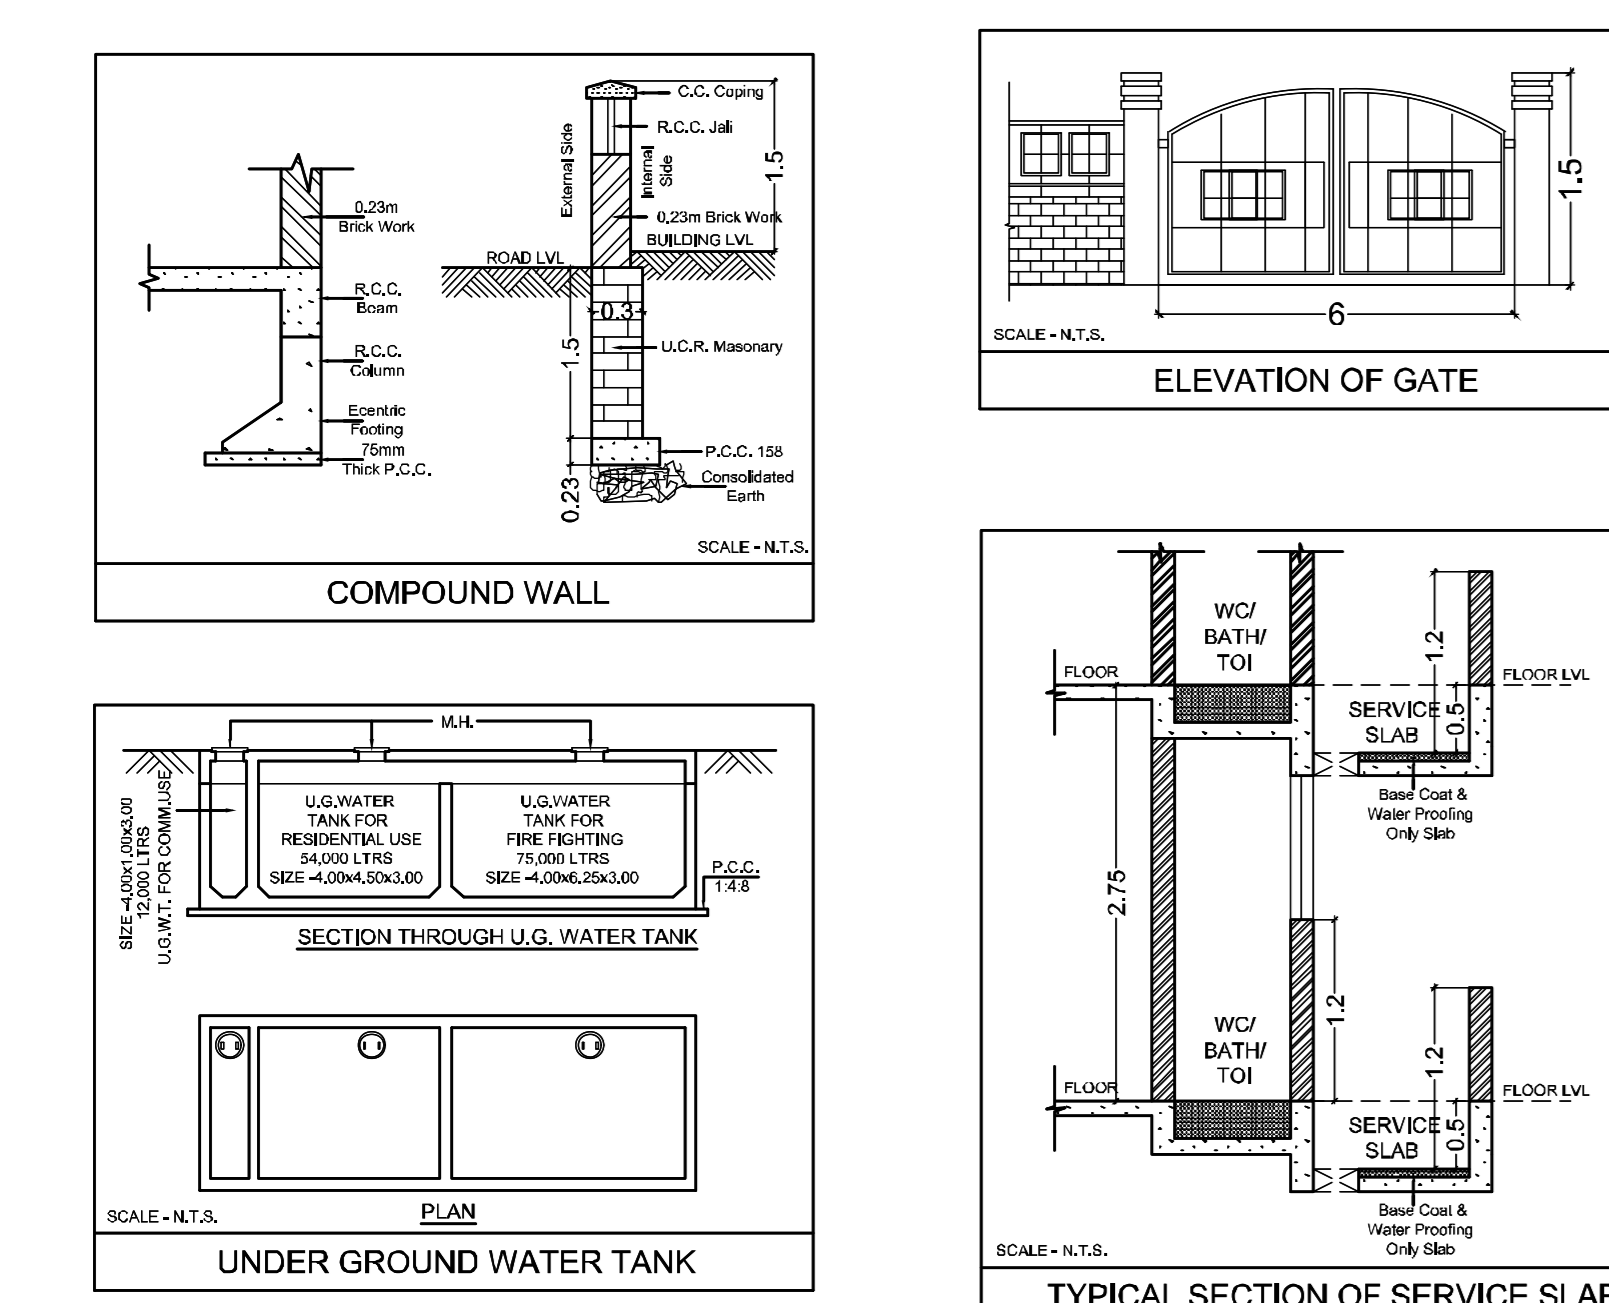 C.C. Coping
R.C.C. Jali
External Side
Internal
Side
1.5
0.23m
Brick Work
0.23m Brick Work
BUILDING LVL
ROAD LVL
R.C.C.
Beam
0.3
1.5
U.C.R. Masonary
R.C.C.
Column
Ecentric
Footing
75mm
Thick P.C.C.
P.C.C. 158
Consolidated
Earth
0.23
SCALE - N.T.S.
COMPOUND WALL
1.5
6
SCALE - N.T.S.
ELEVATION OF GATE
M.H.
SIZE -4.00x1.00x3.00
12,000 LTRS
U.G.W.T. FOR COMM.USE
U.G.WATER
TANK FOR
RESIDENTIAL USE
54,000 LTRS
SIZE -4.00x4.50x3.00
U.G.WATER
TANK FOR
FIRE FIGHTING
75,000 LTRS
SIZE -4.00x6.25x3.00
P.C.C.
1:4:8
SECTION THROUGH U.G. WATER TANK
PLAN
SCALE - N.T.S.
UNDER GROUND WATER TANK
WC/
BATH/
TOI
1.2
FLOOR
FLOOR LVL
SERVICE
SLAB
0.5
Base Coat &
Water Proofing
Only Slab
2.75
1.2
WC/
BATH/
TOI
1.2
FLOOR
FLOOR LVL
SERVICE
SLAB
0.5
Base Coat &
Water Proofing
Only Slab
SCALE - N.T.S.
TYPICAL SECTION OF SERVICE SLAB